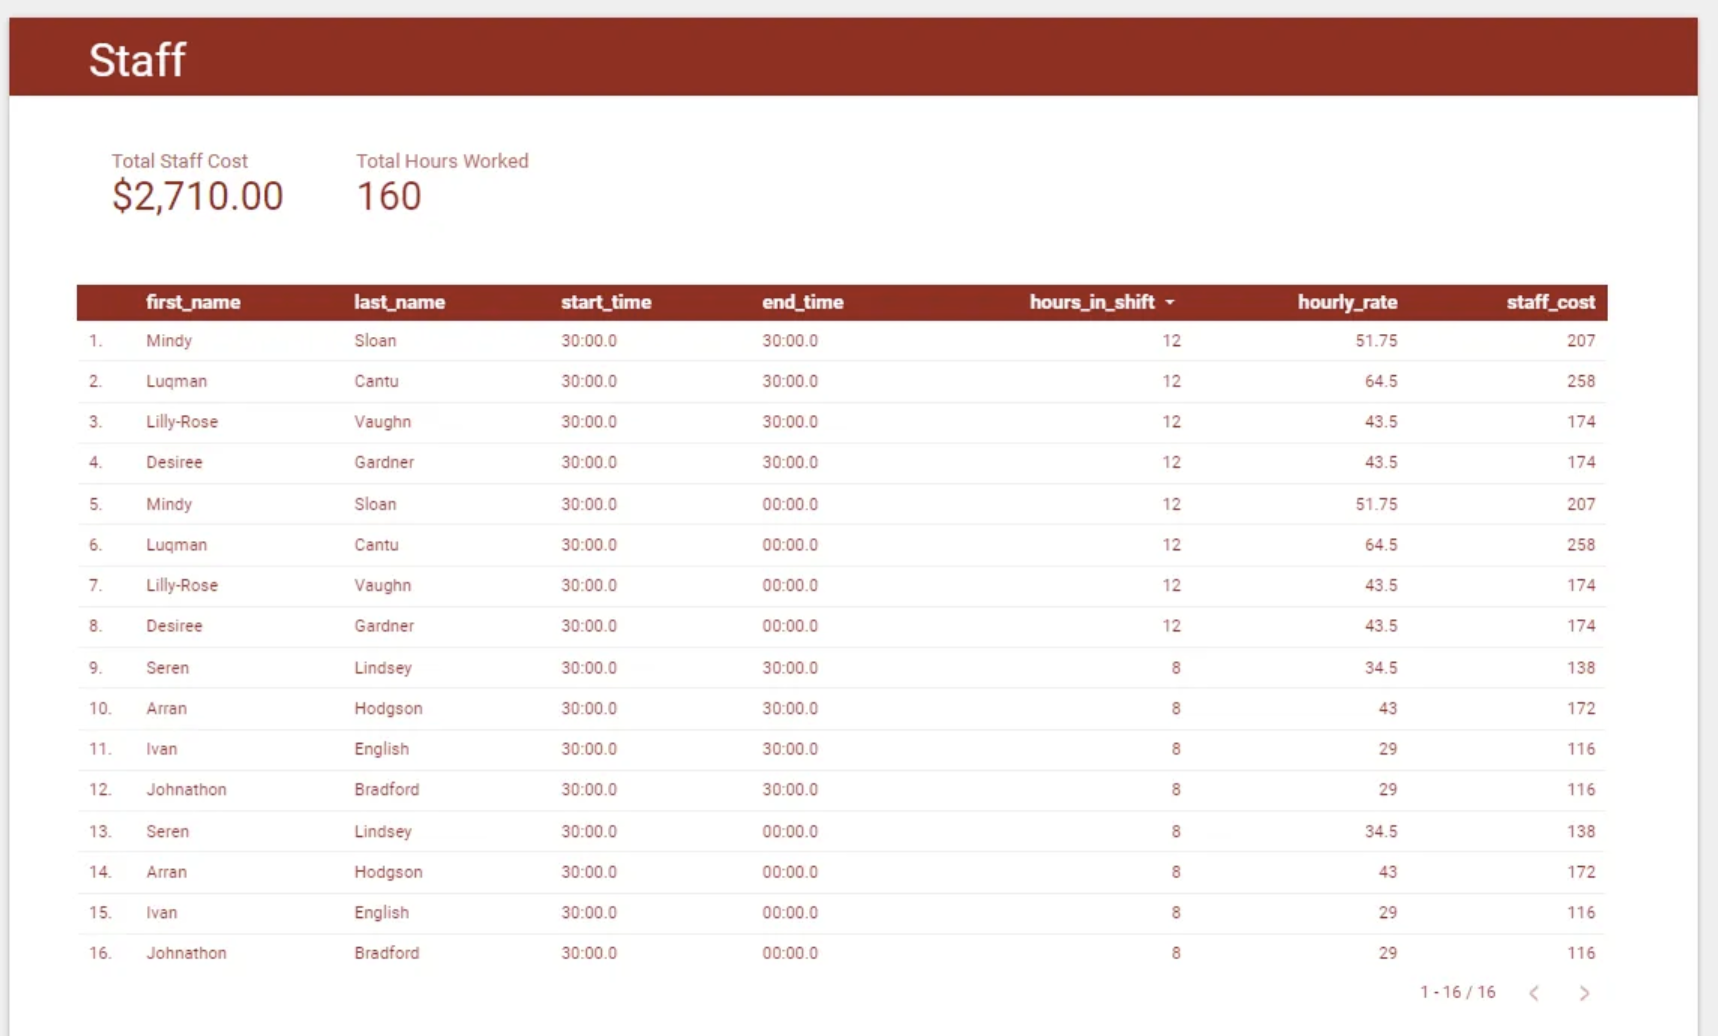 Staff
Total Staff Cost Total Hours Worked
$2,710.00 160
first_name last_name start_time end_time hours_in_shift hourly_rate staff_cost
1. Mindy Sloan 30:00.0 30:00.0 12 51.75 207
2. Luqman Cantu 30:00.0 30:00.0 12 64.5 258
3. Lilly-Rose Vaughn 30:00.0 30:00.0 12 43.5 174
4. Desiree Gardner 30:00.0 30:00.0 12 43.5 174
5. Mindy Sloan 30:00.0 00:00.0 12 51.75 207
6. Luqman Cantu 30:00.0 00:00.0 12 64.5 258
7. Lilly-Rose Vaughn 30:00.0 00:00.0 12 43.5 174
8. Desiree Gardner 30:00.0 00:00.0 12 43.5 174
9. Seren Lindsey 30:00.0 30:00.0 8 34.5 138
10. Arran Hodgson 30:00.0 30:00.0 8 43 172
11. Ivan English 30:00.0 30:00.0 8 29 116
12. Johnathon Bradford 30:00.0 30:00.0 8 29 116
13. Seren Lindsey 30:00.0 00:00.0 8 34.5 138
14. Arran Hodgson 30:00.0 00:00.0 8 43 172
15. Ivan English 30:00.0 00:00.0 8 29 116
16. Johnathon Bradford 30:00.0 00:00.0 8 29 116
1 - 16 / 16